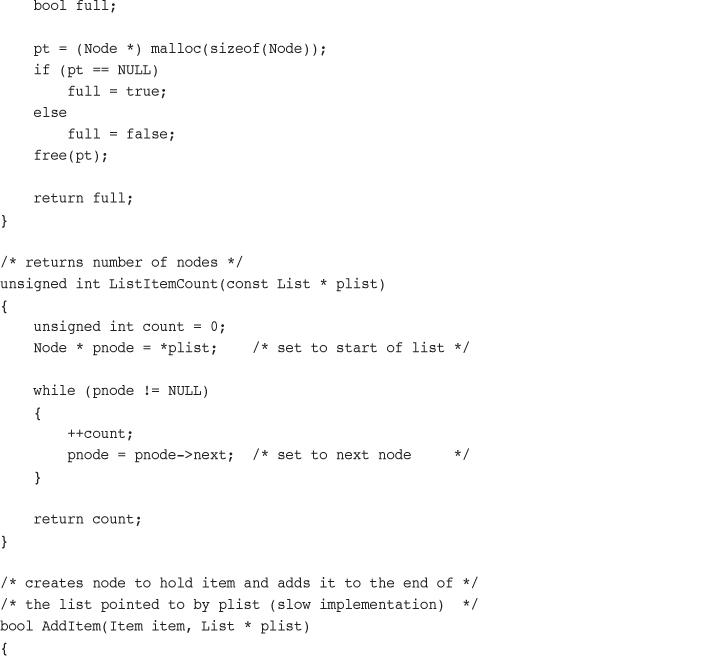 bool full;

    pt = (Node *) malloc(sizeof(Node));
    if (pt == NULL)
        full = true;
    else
        full = false;
    free(pt);

    return full;
}

/* returns number of nodes */
unsigned int ListItemCount(const List * plist)
{
    unsigned int count = 0;
    Node * pnode = *plist;    /* set to start of list */

    while (pnode != NULL)
    {
        ++count;
        pnode = pnode->next;  /* set to next node     */
    }

    return count;
}

/* creates node to hold item and adds it to the end of */
/* the list pointed to by plist (slow implementation)  */
bool AddItem(Item item, List * plist)
{